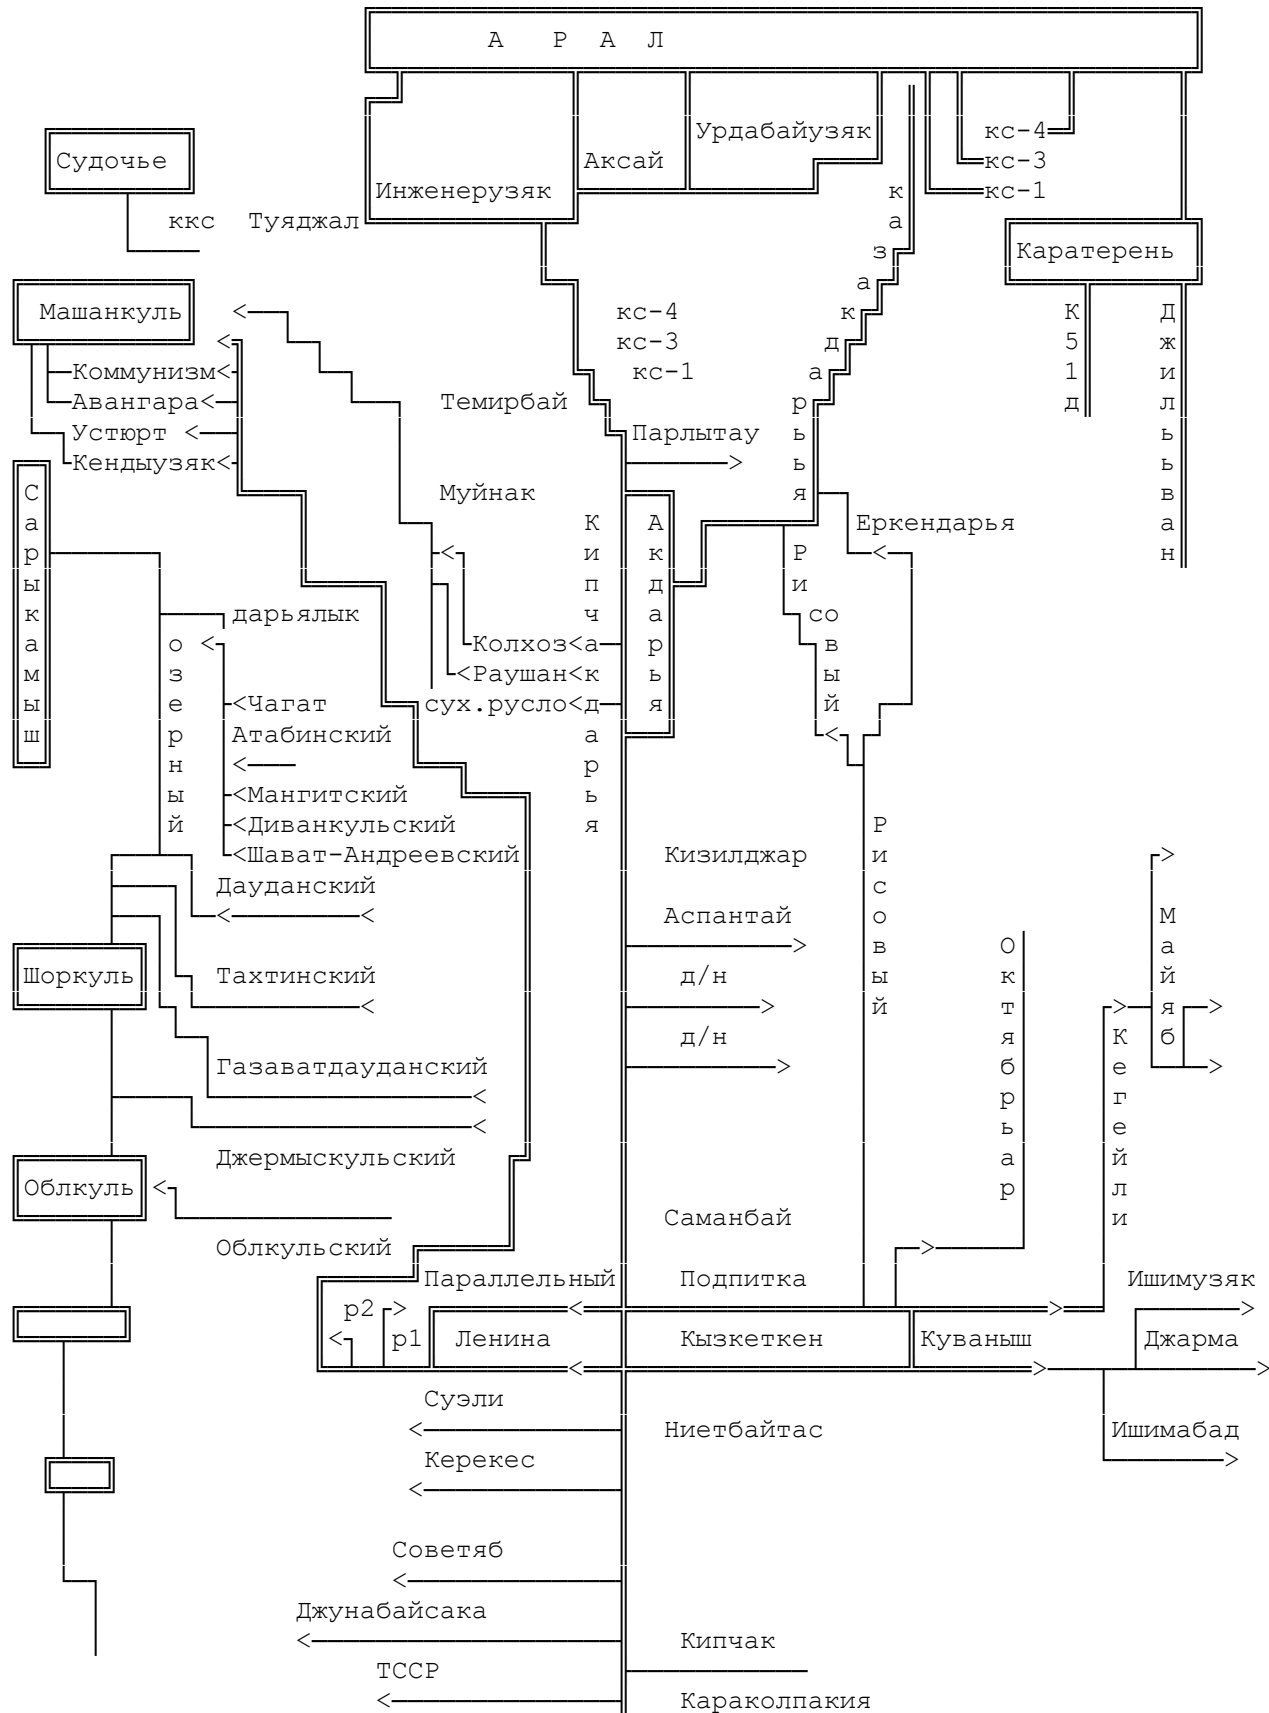 А Р А Л
Урдабайузяк
кс-4
Судочье
Аксай
кс-3
Инженерузяк
кс-1
ккс Туяджал
казакдарья
Каратерень
Машанкуль
кс-4
К51д
Джильван
кс-3
Коммунизм
кс-1
Авангара
Темирбай
Устюрт
Парлытау
Кендыузяк
Сарыкамыш
Муйнак
Кипчакдарья
Акдарья
Еркендарья
Рисовый
дарьялык
озерный
Колхоз
Раушан
Чагат
сух.русло
Атабинский
Мангитский
Диванкульский
Рисовый
Шават-Андреевский
Кизилджар
Дауданский
Аспантай
Майяб
Октябрьар
Шоркуль
Тахтинский
д/н
д/н
Кегейли
Газаватдауданский
Джермыскульский
Облкуль
Саманбай
Облкульский
Параллельный
Подпитка
Ишимузяк
р2
р1
Ленина
Кызкеткен
Куваныш
Джарма
Суэли
Ниетбайтас
Ишимабад
Керекес
Советяб
Джунабайсака
Кипчак
ТССР
Караколпакия